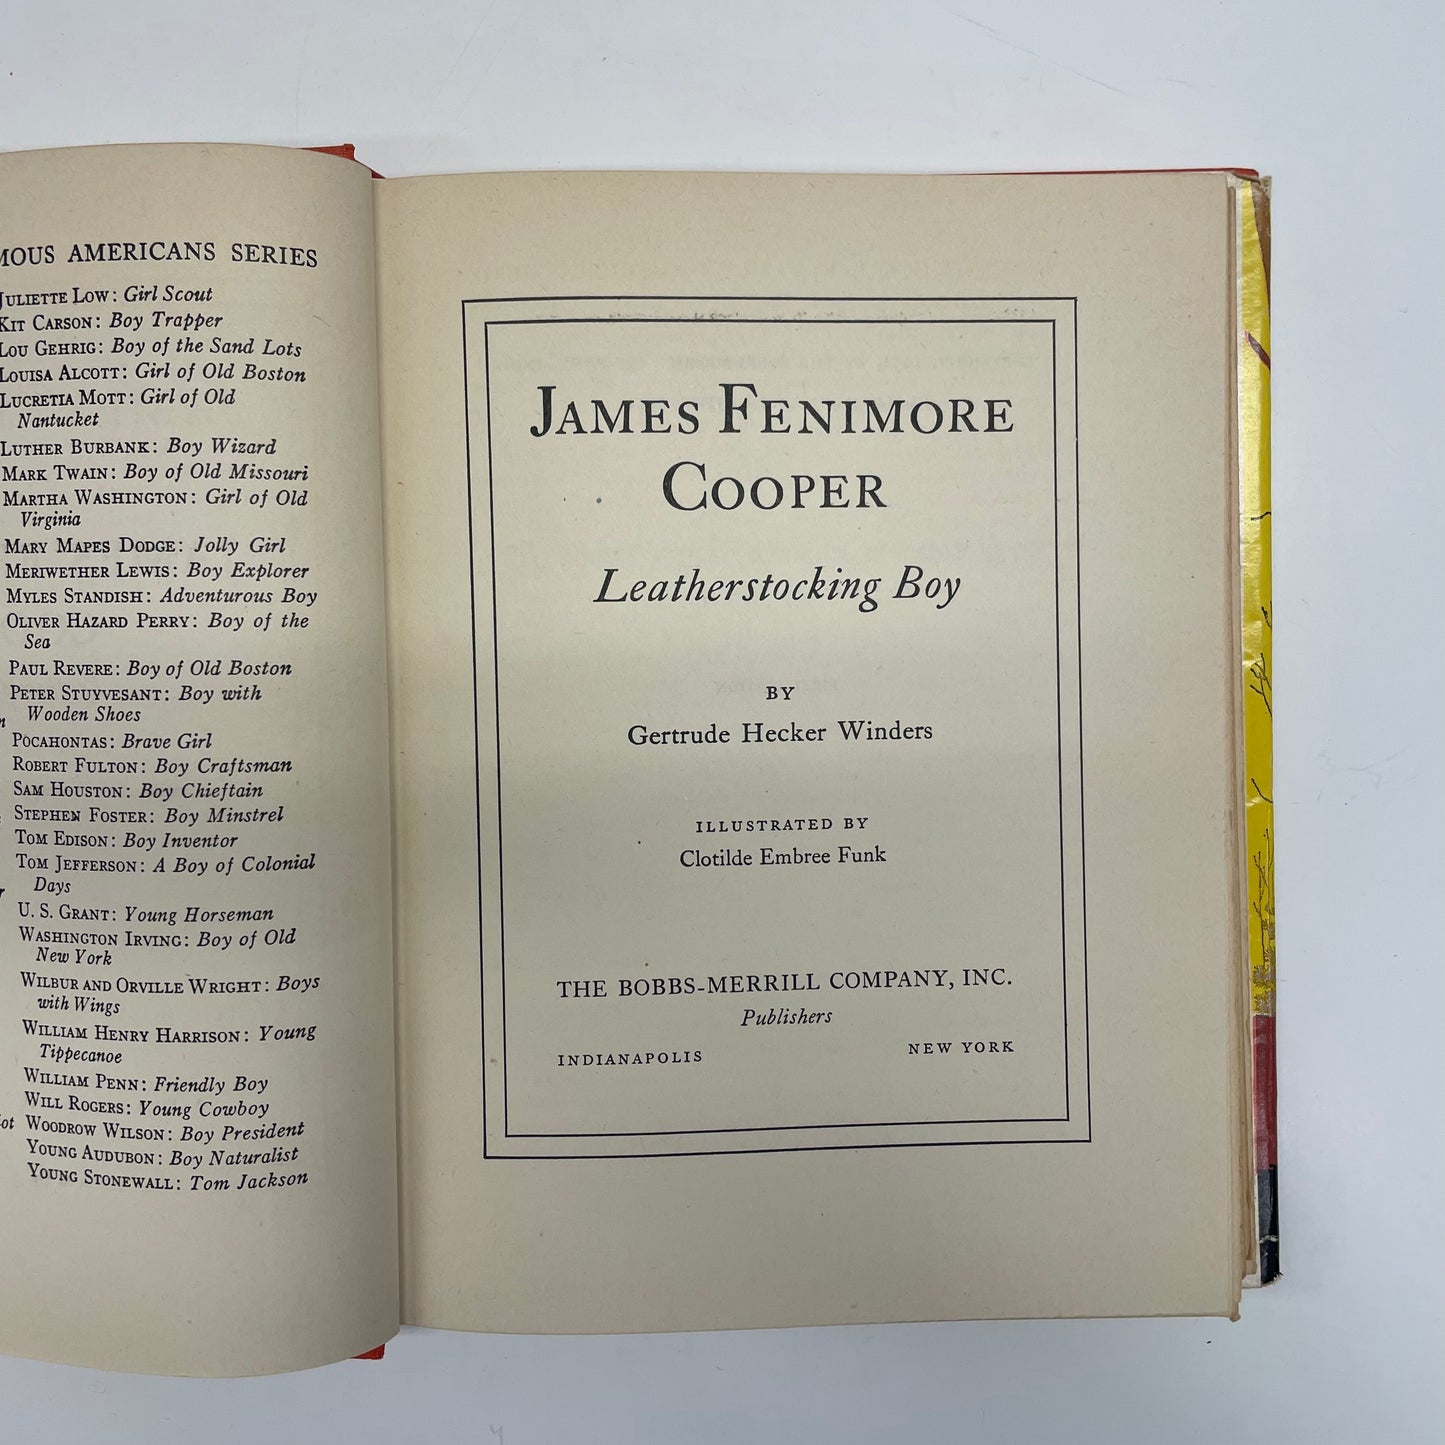 MOUS AMERICANS SERIES
JULIETTE LOW: Girl Scout
KIT CARSON: Boy Trapper
LOU GEHRIG: Boy of the Sand Lots
LOUISA ALCOTT: Girl of Old Boston
LUCRETIA MOTT: Girl of Old
Nantucket
LUTHER BURBANK: Boy Wizard
MARK TWAIN: Boy of Old Missouri
MARTHA WASHINGTON: Girl of Old
Virginia
MARY MAPES DODGE: Jolly Girl
MERIWETHER LEWIS: Boy Explorer
MYLES STANDISH: Adventurous Boy
OLIVER HAZARD PERRY: Boy of the
Sea
PAUL REVERE: Boy of Old Boston
PETER STUYVESANT: Boy with
Wooden Shoes
POCAHONTAS: Brave Girl
ROBERT FULTON: Boy Craftsman
SAM HOUSTON: Boy Chieftain
STEPHEN FOSTER: Boy Minstrel
TOM EDISON: Boy Inventor
TOM JEFFERSON: A Boy of Colonial
Days
U. S. GRANT: Young Horseman
WASHINGTON IRVING: Boy of Old
New York
WILBUR AND ORVILLE WRIGHT: Boys
with Wings
WILLIAM HENRY HARRISON: Young
Tippecanoe
WILLIAM PENN: Friendly Boy
WILL ROGERS: Young Cowboy
WOODROW WILSON: Boy President
YOUNG AUDUBON: Boy Naturalist
YOUNG STONEWALL: Tom Jackson
JAMES FENIMORE
COOPER
Leatherstocking Boy
BY
Gertrude Hecker Winders
ILLUSTRATED BY
Clotilde Embree Funk
THE BOBBS-MERRILL COMPANY, INC.
Publishers
INDIANAPOLIS NEW YORK